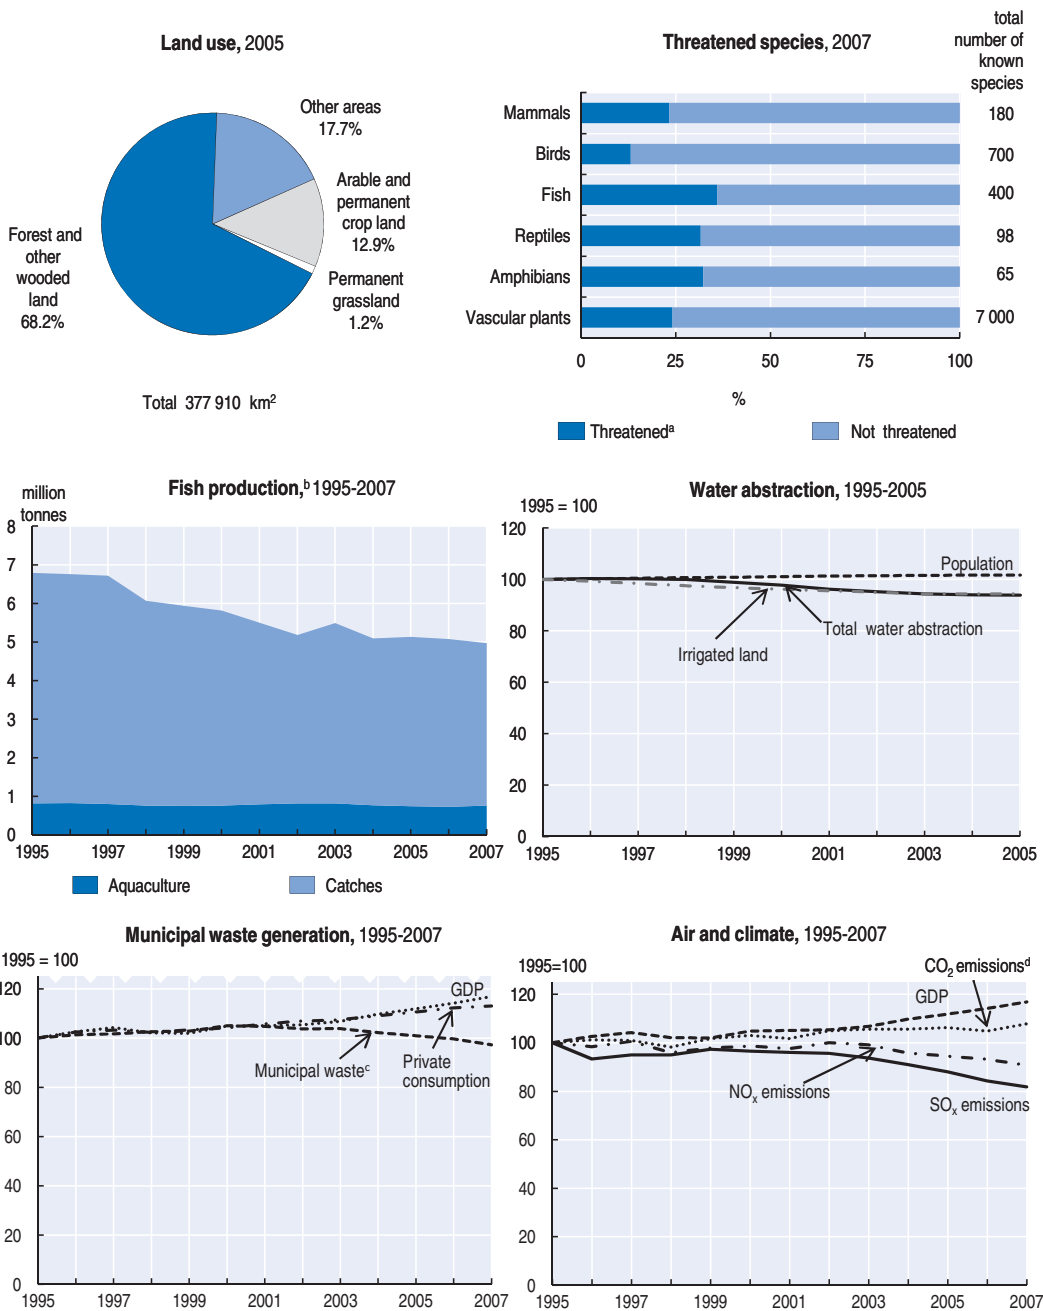 Land use, 2005
Other areas
17.7%
Arable and
permanent
crop land
12.9%
Permanent
grassland
1.2%
Forest and
other
wooded
land
68.2%
Total 377 910 km²
Threatened species, 2007
total
number of
known
species
Mammals 180
Birds 700
Fish 400
Reptiles 98
Amphibians 65
Vascular plants 7 000
0 25 50 75 100
%
Threatenedᵃ Not threatened
Fish production,ᵇ 1995-2007
million
tonnes
8
7
6
5
4
3
2
1
0
1995 1997 1999 2001 2003 2005 2007
Aquaculture Catches
Water abstraction, 1995-2005
1995 = 100
120
100
80
60
40
20
0
Population
Total water abstraction
Irrigated land
1995 1997 1999 2001 2003 2005
Municipal waste generation, 1995-2007
1995 = 100
120
100
80
60
40
20
0
GDP
Municipal wasteᶜ
Private
consumption
1995 1997 1999 2001 2003 2005 2007
Air and climate, 1995-2007
1995=100
120
100
80
60
40
20
0
CO₂ emissionsᵈ
GDP
NOₓ emissions
SOₓ emissions
1995 1997 1999 2001 2003 2005 2007